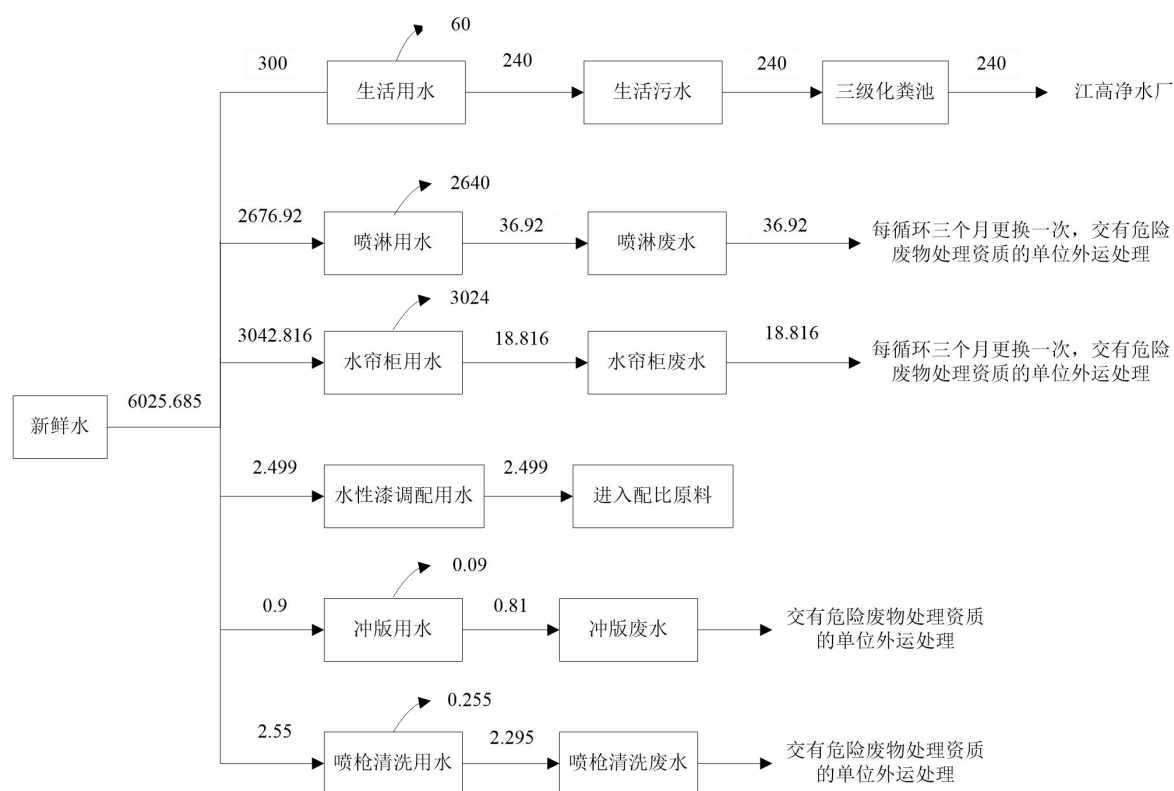 60
300
240
240
240
生活用水
生活污水
三级化粪池
江高净水厂
2640
2676.92
36.92
36.92
喷淋用水
喷淋废水
每循环三个月更换一次，交有危险
废物处理资质的单位外运处理
3024
3042.816
18.816
18.816
水帘柜用水
水帘柜废水
每循环三个月更换一次，交有危险
废物处理资质的单位外运处理
6025.685
新鲜水
2.499
2.499
水性漆调配用水
进入配比原料
0.09
0.9
0.81
冲版用水
冲版废水
交有危险废物处理资质
的单位外运处理
0.255
2.55
2.295
喷枪清洗用水
喷枪清洗废水
交有危险废物处理资质
的单位外运处理